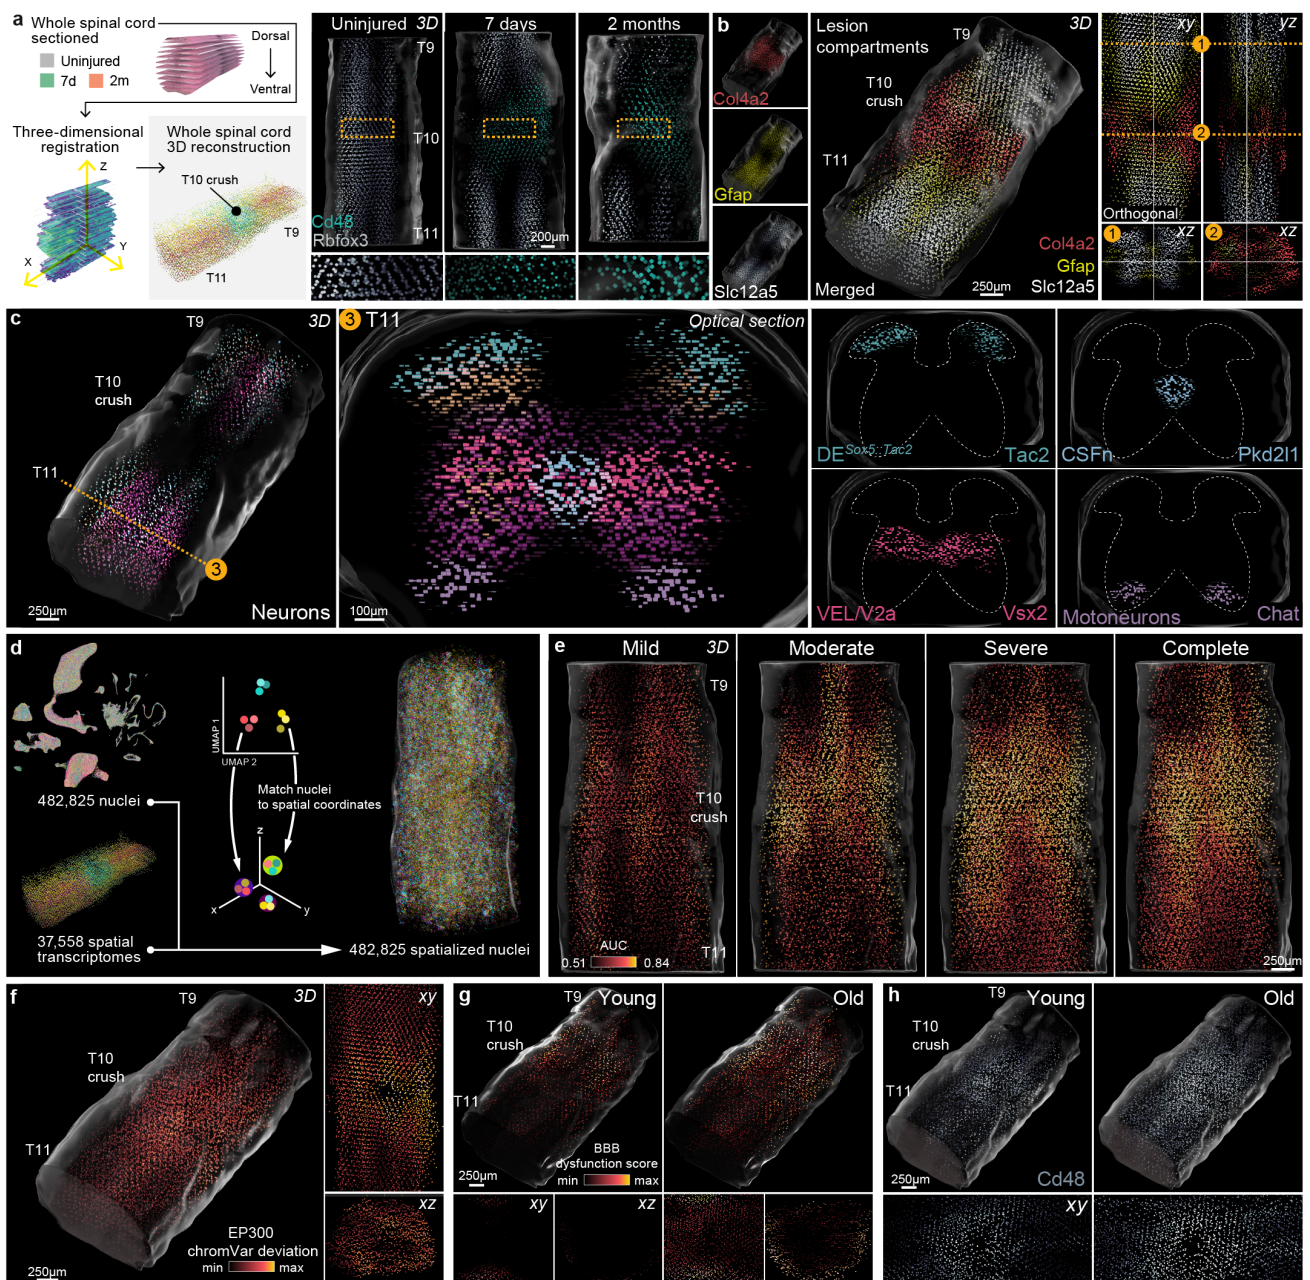 a
Whole spinal cord
sectioned
Uninjured
7d
2m
Dorsal
Ventral
Three-dimensional
registration
Z
X
Y
Whole spinal cord
3D reconstruction
T10 crush
T9
T11
Uninjured
3D
7 days
2 months
T9
T10
T11
Cd48
Rbfox3
200µm
b
Col4a2
Gfap
Slc12a5
Lesion
compartments
3D
T9
T10
crush
T11
Col4a2
Gfap
Slc12a5
Merged
250µm
xy
yz
1
2
Orthogonal
1
xz
2
xz
c
T9
3D
T10
crush
T11
3
250µm
Neurons
3 T11
Optical section
100µm
DE Sox5::Tac2
Tac2
CSFn
Pkd2l1
VEL/V2a
Vsx2
Motoneurons
Chat
d
482,825 nuclei
UMAP 1
UMAP 2
Match nuclei
to spatial coordinates
z
x
y
37,558 spatial
transcriptomes
482,825 spatialized nuclei
e
Mild
3D
Moderate
Severe
Complete
T9
T10
crush
T11
AUC
0.51
0.84
250µm
f
T9
3D
T10
crush
T11
EP300
chromVar deviation
min
max
250µm
xy
xz
g
T9
Young
Old
T10
crush
T11
BBB
dysfunction score
min
max
250µm
xy
xz
h
T9
Young
Old
T10
crush
T11
250µm
Cd48
xy